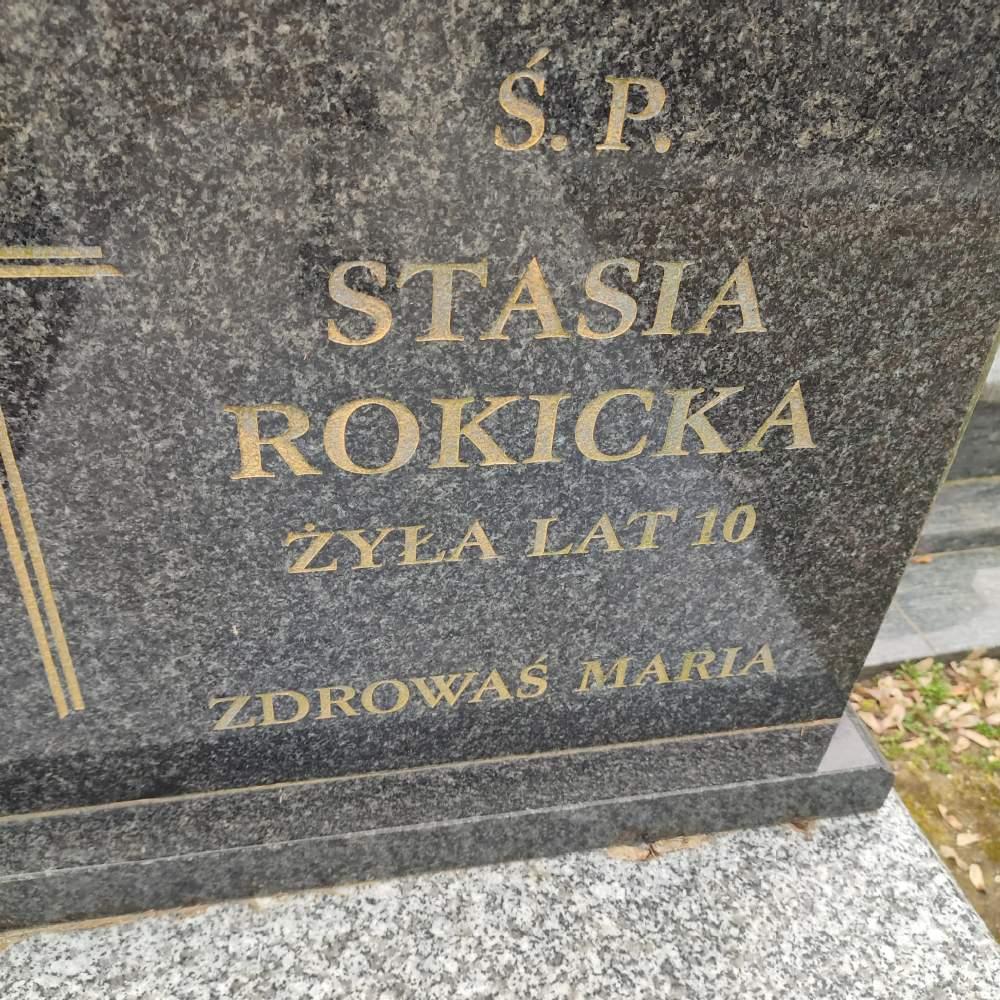 Ś. P.
STASIA
ROKICKA
ŻYŁA LAT 10
ZDROWAŚ MARIA